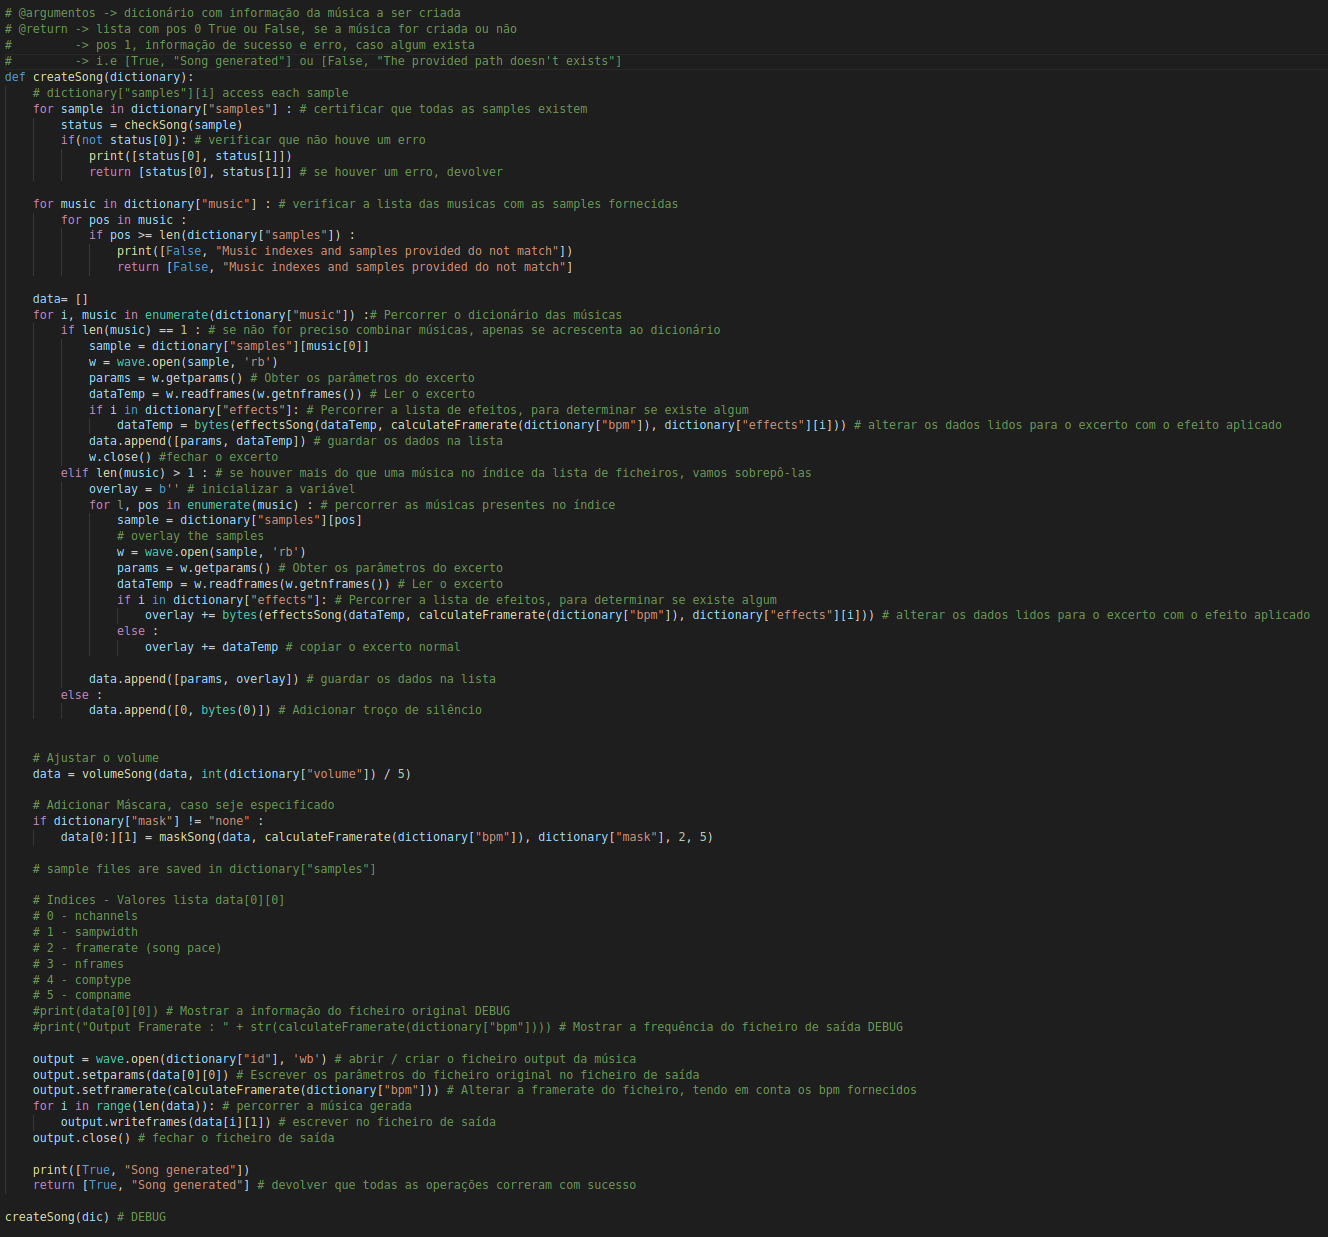 # @argumentos -> dicionário com informação da música a ser criada
# @return -> lista com pos 0 True ou False, se a música for criada ou não
#         -> pos 1, informação de sucesso e erro, caso algum exista
#         -> i.e [True, "Song generated"] ou [False, "The provided path doesn't exists"]
def createSong(dictionary):
    # dictionary["samples"][i] access each sample
    for sample in dictionary["samples"] : # certificar que todas as samples existem
        status = checkSong(sample)
        if(not status[0]): # verificar que não houve um erro
            print([status[0], status[1]])
            return [status[0], status[1]] # se houver um erro, devolver

    for music in dictionary["music"] : # verificar a lista das musicas com as samples fornecidas
        for pos in music :
            if pos >= len(dictionary["samples"]) :
                print([False, "Music indexes and samples provided do not match"])
                return [False, "Music indexes and samples provided do not match"]

    data= []
    for i, music in enumerate(dictionary["music"]) :# Percorrer o dicionário das músicas
        if len(music) == 1 : # se não for preciso combinar músicas, apenas se acrescenta ao dicionário
            sample = dictionary["samples"][music[0]]
            w = wave.open(sample, 'rb')
            params = w.getparams() # Obter os parâmetros do excerto
            dataTemp = w.readframes(w.getnframes()) # Ler o excerto
            if i in dictionary["effects"]: # Percorrer a lista de efeitos, para determinar se existe algum
                dataTemp = bytes(effectsSong(dataTemp, calculateFramerate(dictionary["bpm"]), dictionary["effects"][i])) # alterar os dados lidos para o excerto com o efeito aplicado
            data.append([params, dataTemp]) # guardar os dados na lista
            w.close() #fechar o excerto
        elif len(music) > 1 : # se houver mais do que uma música no índice da lista de ficheiros, vamos sobrepô-las
            overlay = b'' # inicializar a variável
            for l, pos in enumerate(music) : # percorrer as músicas presentes no índice
                sample = dictionary["samples"][pos]
                # overlay the samples
                w = wave.open(sample, 'rb')
                params = w.getparams() # Obter os parâmetros do excerto
                dataTemp = w.readframes(w.getnframes()) # Ler o excerto
                if i in dictionary["effects"]: # Percorrer a lista de efeitos, para determinar se existe algum
                    overlay += bytes(effectsSong(dataTemp, calculateFramerate(dictionary["bpm"]), dictionary["effects"][i])) # alterar os dados lidos para o excerto com o efeito aplicado
                else :
                    overlay += dataTemp # copiar o excerto normal

            data.append([params, overlay]) # guardar os dados na lista
        else :
            data.append([0, bytes(0)]) # Adicionar troço de silêncio


    # Ajustar o volume
    data = volumeSong(data, int(dictionary["volume"]) / 5)

    # Adicionar Máscara, caso seje especificado
    if dictionary["mask"] != "none" :
        data[0:][1] = maskSong(data, calculateFramerate(dictionary["bpm"]), dictionary["mask"], 2, 5)

    # sample files are saved in dictionary["samples"]

    # Indices - Valores lista data[0][0]
    # 0 - nchannels
    # 1 - sampwidth
    # 2 - framerate (song pace)
    # 3 - nframes
    # 4 - comptype
    # 5 - compname
    #print(data[0][0]) # Mostrar a informação do ficheiro original DEBUG
    #print("Output Framerate : " + str(calculateFramerate(dictionary["bpm"]))) # Mostrar a frequência do ficheiro de saída DEBUG

    output = wave.open(dictionary["id"], 'wb') # abrir / criar o ficheiro output da música
    output.setparams(data[0][0]) # Escrever os parâmetros do ficheiro original no ficheiro de saída
    output.setframerate(calculateFramerate(dictionary["bpm"])) # Alterar a framerate do ficheiro, tendo em conta os bpm fornecidos
    for i in range(len(data)): # percorrer a música gerada
        output.writeframes(data[i][1]) # escrever no ficheiro de saída
    output.close() # fechar o ficheiro de saída

    print([True, "Song generated"])
    return [True, "Song generated"] # devolver que todas as operações correram com sucesso

createSong(dic) # DEBUG